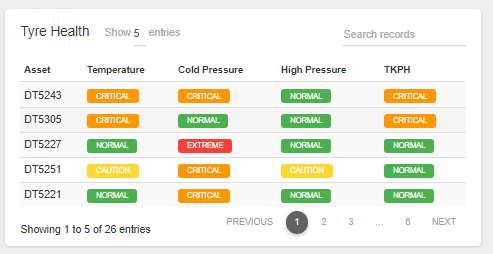 Tyre Health Show 5 entries Search records
Asset Temperature Cold Pressure High Pressure TKPH
DT5243 CRITICAL CRITICAL NORMAL CRITICAL
DT5305 CRITICAL NORMAL NORMAL CRITICAL
DT5227 NORMAL EXTREME NORMAL NORMAL
DT5251 CAUTION CRITICAL CAUTION NORMAL
DT5221 NORMAL CRITICAL NORMAL NORMAL
PREVIOUS 1 2 3 ... 6 NEXT
Showing 1 to 5 of 26 entries